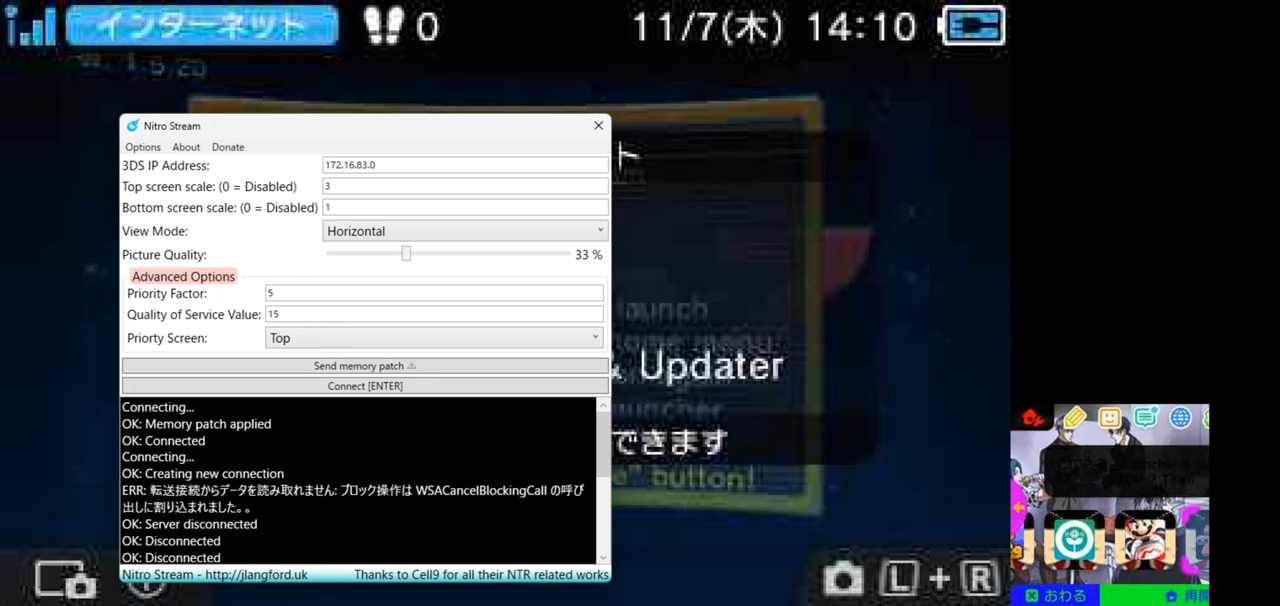 インターネット 0 11/7(木) 14:10
Nitro Stream
Options About Donate
3DS IP Address: 172.16.83.0
Top screen scale: (0 = Disabled) 3
Bottom screen scale: (0 = Disabled) 1
View Mode: Horizontal
Picture Quality: 33 %
Advanced Options
Priority Factor: 5
Quality of Service Value: 15
Priorty Screen: Top
Send memory patch ⚠
Connect [ENTER]
Connecting...
OK: Memory patch applied
OK: Connected
Connecting...
OK: Creating new connection
ERR: 転送接続からデータを読み取れません: ブロック操作は WSACancelBlockingCall の呼び
出しに割り込まれました。。
OK: Server disconnected
OK: Disconnected
OK: Disconnected
Nitro Stream - http://jlangford.uk Thanks to Cell9 for all their NTR related works
ト
launch
Updater
できます
button!
L + R
おわる 再開